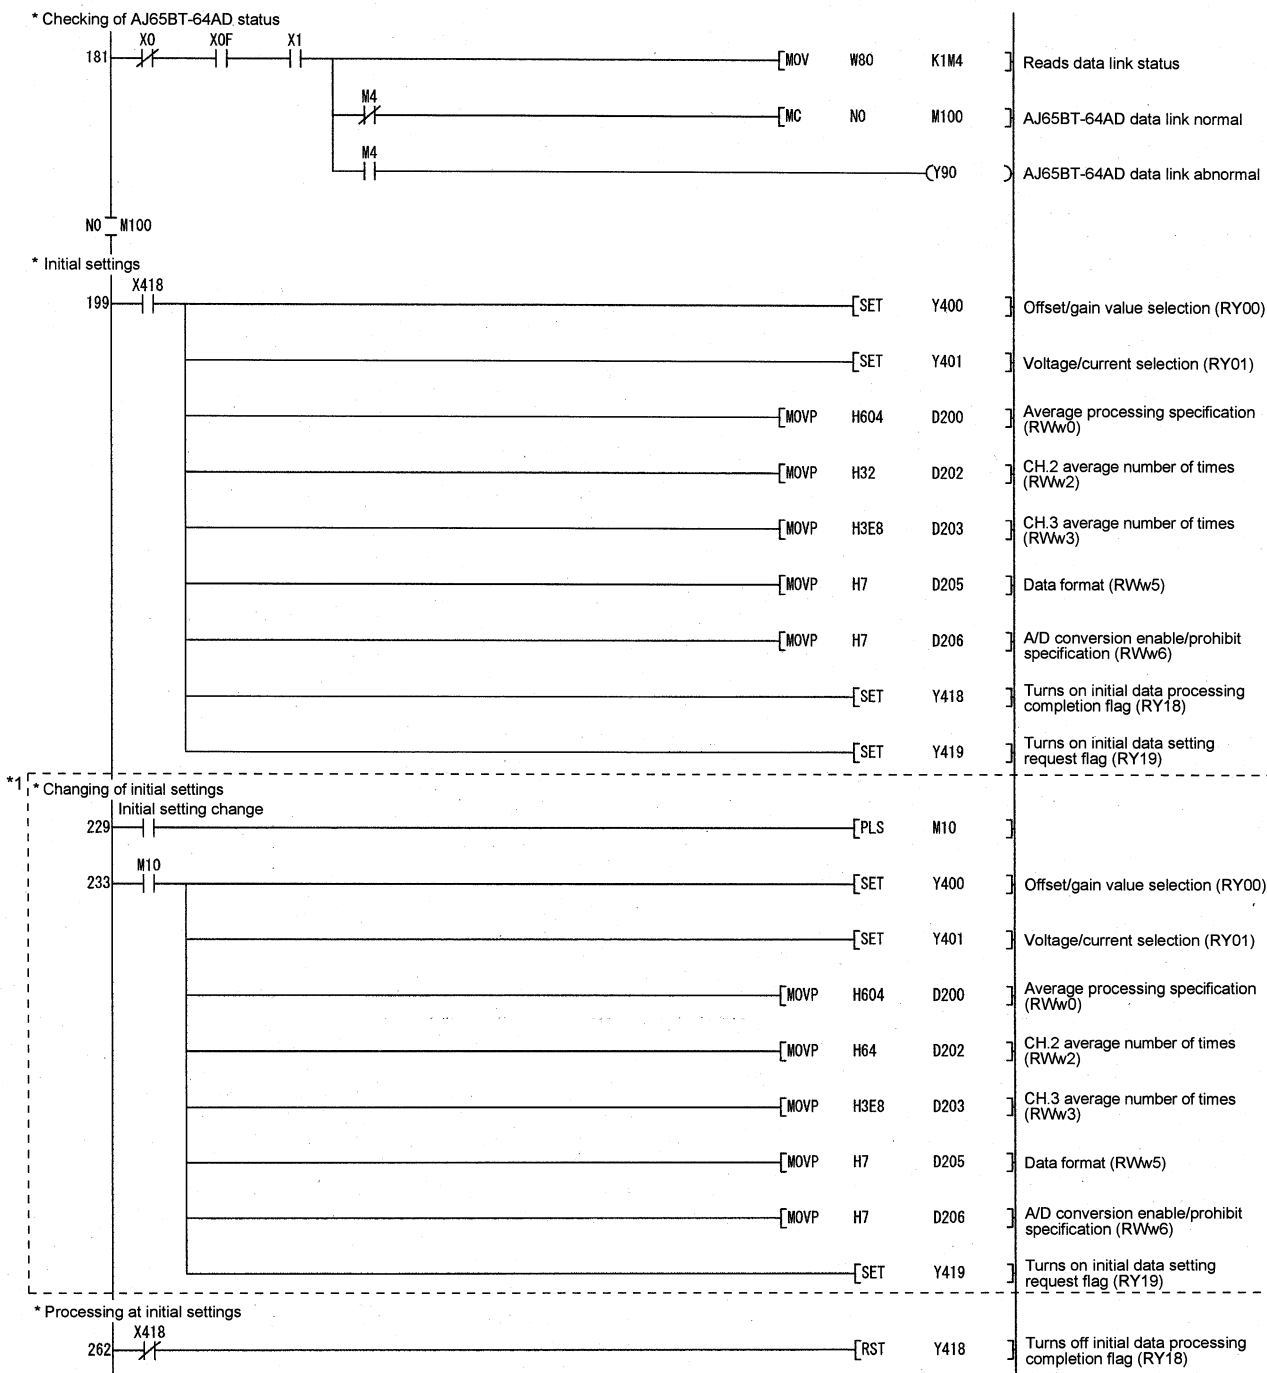 * Checking of AJ65BT-64AD status
X0 X0F X1
181 [MOV W80 K1M4 ] Reads data link status
M4
[MC N0 M100 ] AJ65BT-64AD data link normal
M4
(Y90 ) AJ65BT-64AD data link abnormal
N0 M100
* Initial settings
X418
199 [SET Y400 ] Offset/gain value selection (RY00)
[SET Y401 ] Voltage/current selection (RY01)
[MOVP H604 D200 ] Average processing specification
(RWw0)
[MOVP H32 D202 ] CH.2 average number of times
(RWw2)
[MOVP H3E8 D203 ] CH.3 average number of times
(RWw3)
[MOVP H7 D205 ] Data format (RWw5)
[MOVP H7 D206 ] A/D conversion enable/prohibit
specification (RWw6)
[SET Y418 ] Turns on initial data processing
completion flag (RY18)
[SET Y419 ] Turns on initial data setting
request flag (RY19)
*1 * Changing of initial settings
Initial setting change
229 [PLS M10 ]
M10
233 [SET Y400 ] Offset/gain value selection (RY00)
[SET Y401 ] Voltage/current selection (RY01)
[MOVP H604 D200 ] Average processing specification
(RWw0)
[MOVP H64 D202 ] CH.2 average number of times
(RWw2)
[MOVP H3E8 D203 ] CH.3 average number of times
(RWw3)
[MOVP H7 D205 ] Data format (RWw5)
[MOVP H7 D206 ] A/D conversion enable/prohibit
specification (RWw6)
[SET Y419 ] Turns on initial data setting
request flag (RY19)
* Processing at initial settings
X418
262 [RST Y418 ] Turns off initial data processing
completion flag (RY18)